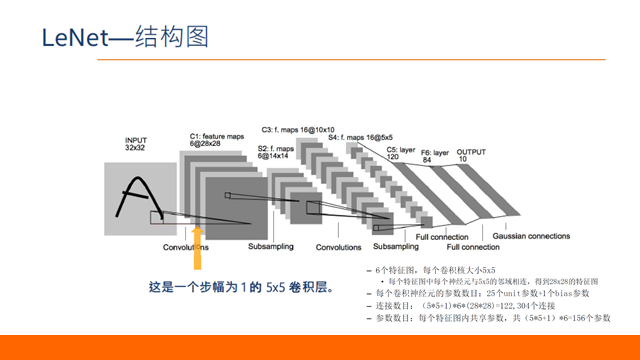 LeNet—结构图
INPUT
32x32
C1: feature maps
6@28x28
S2: f. maps
6@14x14
C3: f. maps 16@10x10
S4: f. maps 16@5x5
C5: layer
120
F6: layer
84
OUTPUT
10
A
Convolutions
Subsampling
Convolutions
Subsampling
Full connection
Full connection
Gaussian connections
这是一个步幅为 1 的 5x5 卷积层。
– 6个特征图，每个卷积核大小5x5
• 每个特征图中每个神经元与5x5的邻域相连，得到28x28的特征图
– 每个卷积神经元的参数数目：25个unit参数+1个bias参数
– 连接数目：（5*5+1)*6*(28*28)=122,304个连接
– 参数数目：每个特征图内共享参数，共（5*5+1）*6=156个参数